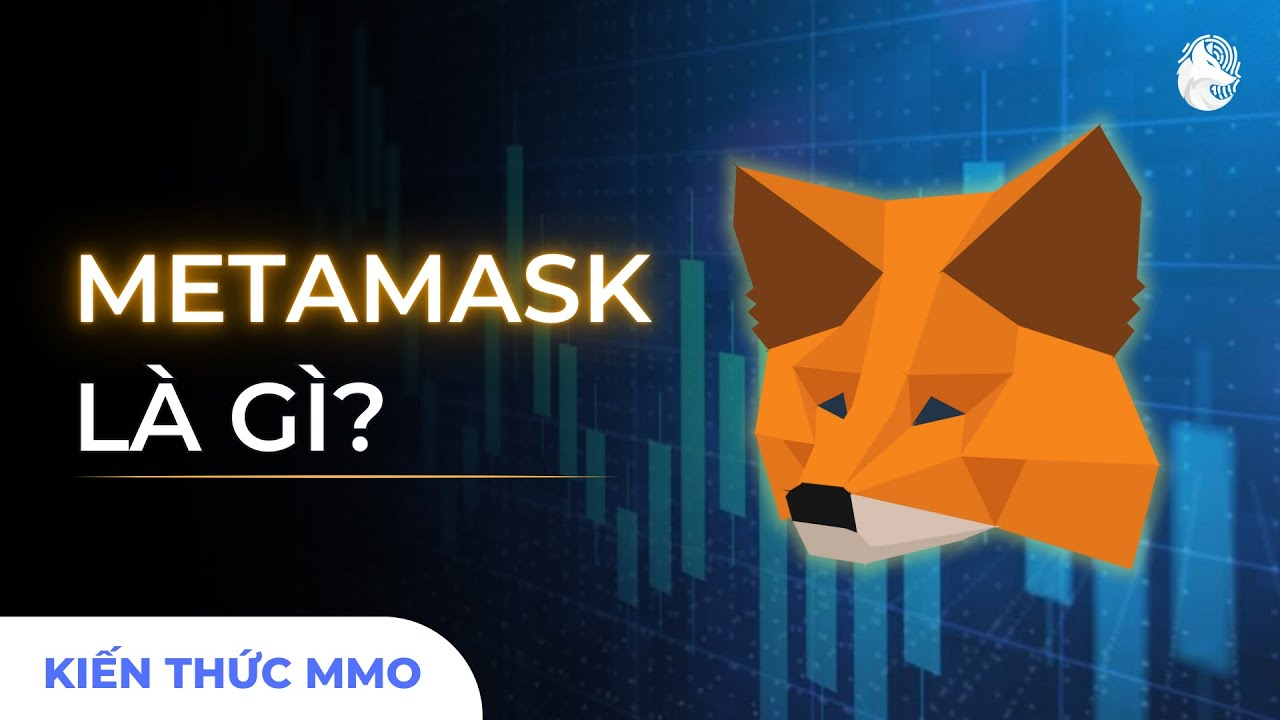 METAMASK
LÀ GÌ?
KIẾN THỨC MMO